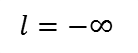 l = −∞